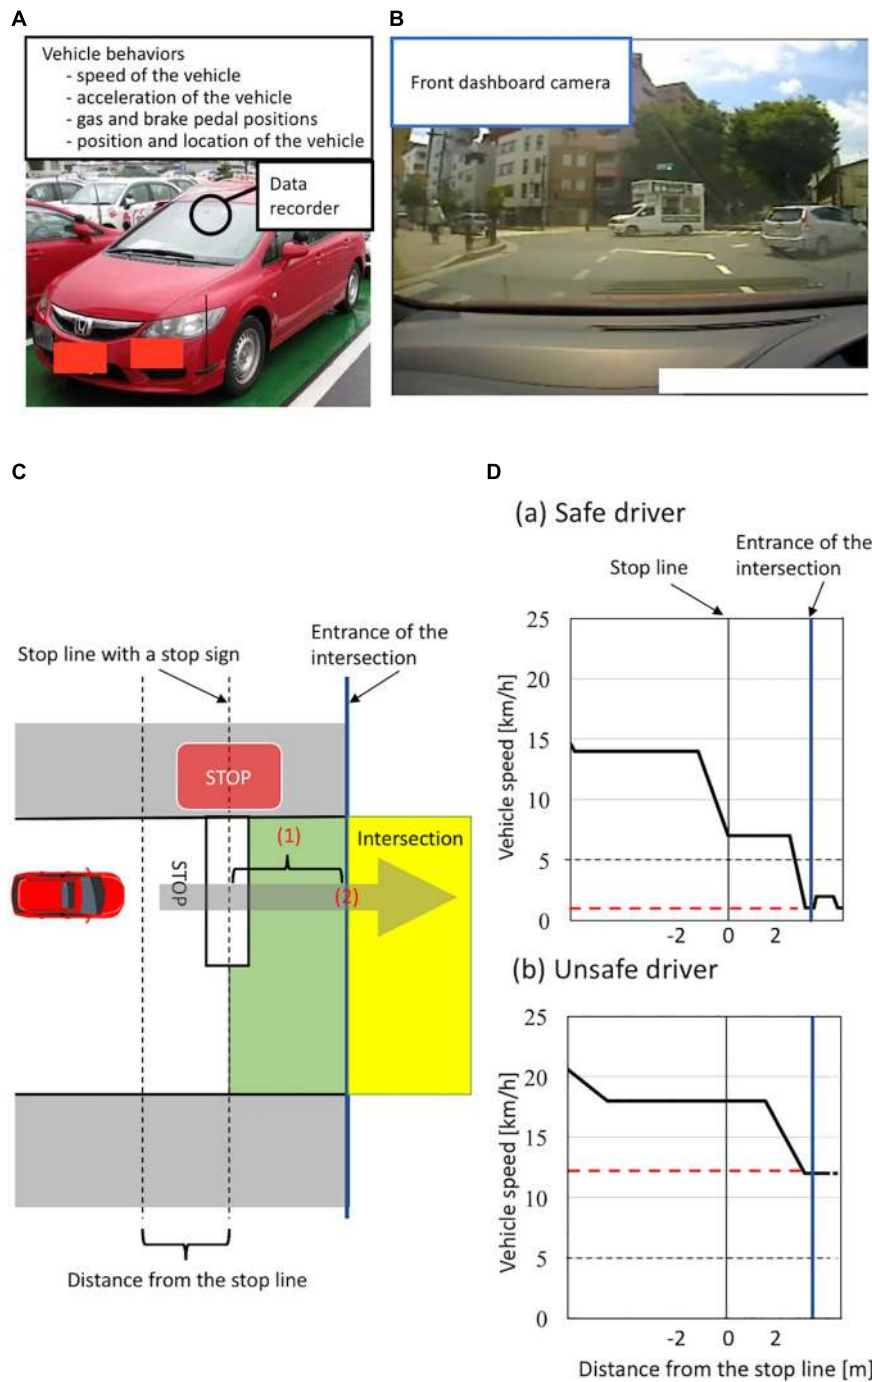 A
Vehicle behaviors
- speed of the vehicle
- acceleration of the vehicle
- gas and brake pedal positions
- position and location of the vehicle
Data
recorder
B
Front dashboard camera
C
Stop line with a stop sign
Entrance of the
intersection
STOP
(1)
Intersection
STOP
(2)
Distance from the stop line
D
(a) Safe driver
Stop line
Entrance of the
intersection
Vehicle speed [km/h]
25
20
15
10
5
0
-2 0 2
(b) Unsafe driver
Vehicle speed [km/h]
25
20
15
10
5
0
-2 0 2
Distance from the stop line [m]